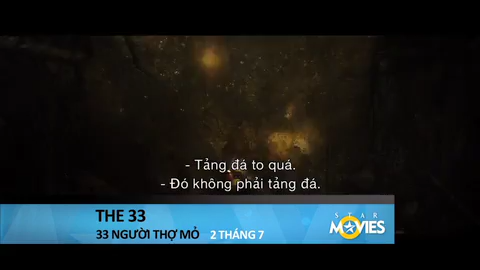 - Tảng đá to quá.
- Đó không phải tảng đá.
THE 33
33 NGƯỜI THỢ MỎ 2 THÁNG 7
STAR
MOVIES